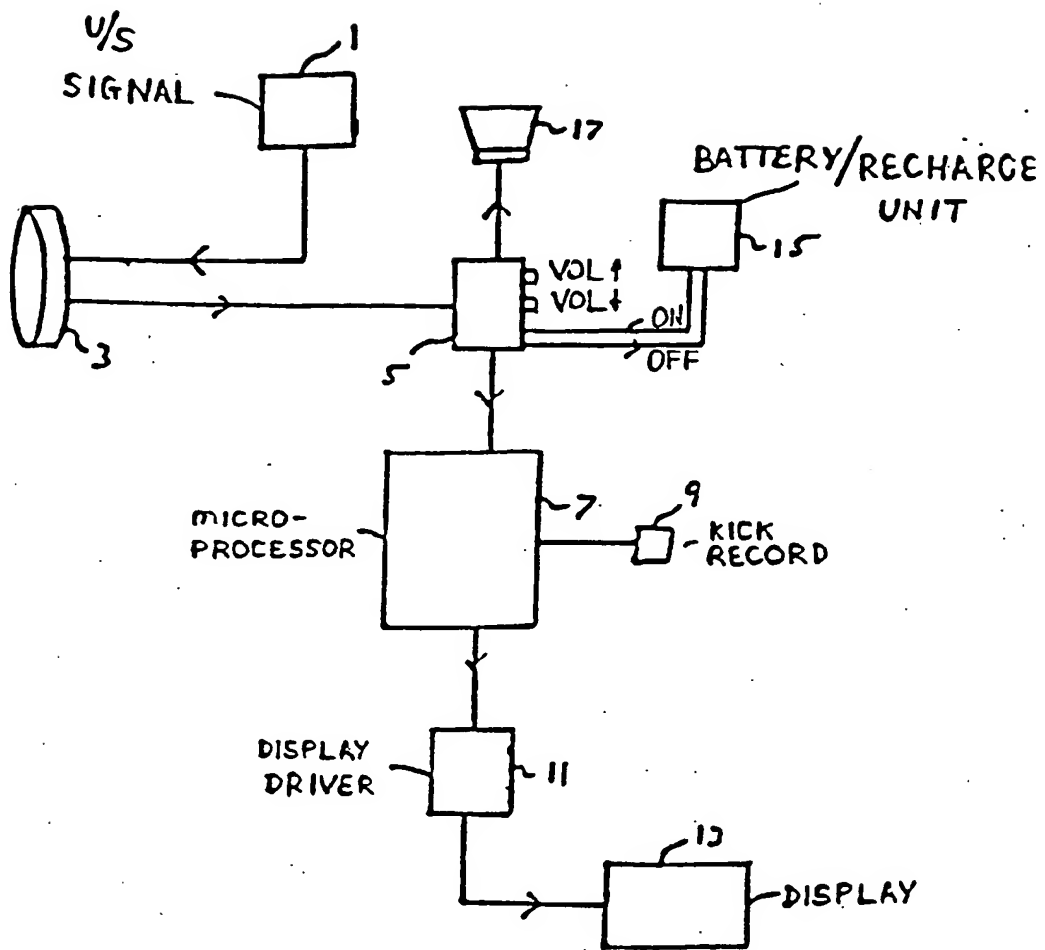 U/S
SIGNAL
1
17
BATTERY/RECHARGE
UNIT
15
3
VOL↑
VOL↓
ON
OFF
5
MICRO-
PROCESSOR
7
9
KICK
RECORD
DISPLAY
DRIVER
11
13
DISPLAY